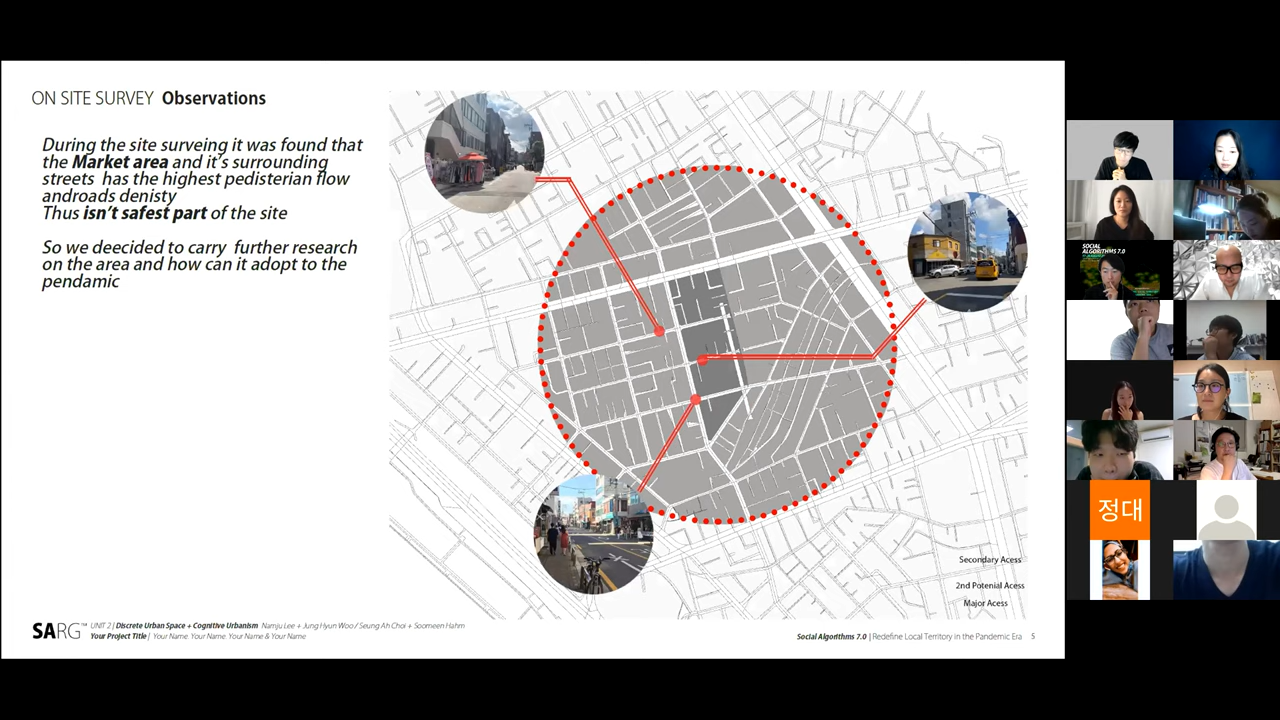 ON SITE SURVEY Observations
During the site surveing it was found that
the Market area and it's surrounding
streets has the highest pedisterian flow
androads denisty
Thus isn't safest part of the site
So we deecided to carry further research
on the area and how can it adopt to the
pendamic
Secondary Acess
2nd Potenial Acess
Major Acess
SARG™
UNIT 2 | Discrete Urban Space + Cognitive Urbanism Namju Lee + Jung Hyun Woo / Seung Ah Choi + Soomeen Hahm
Your Project Title | Your Name. Your Name. Your Name & Your Name
Social Algorithms 7.0 | Redefine Local Territory in the Pandemic Era 5
SOCIAL
ALGORITHMS 7.0
정대